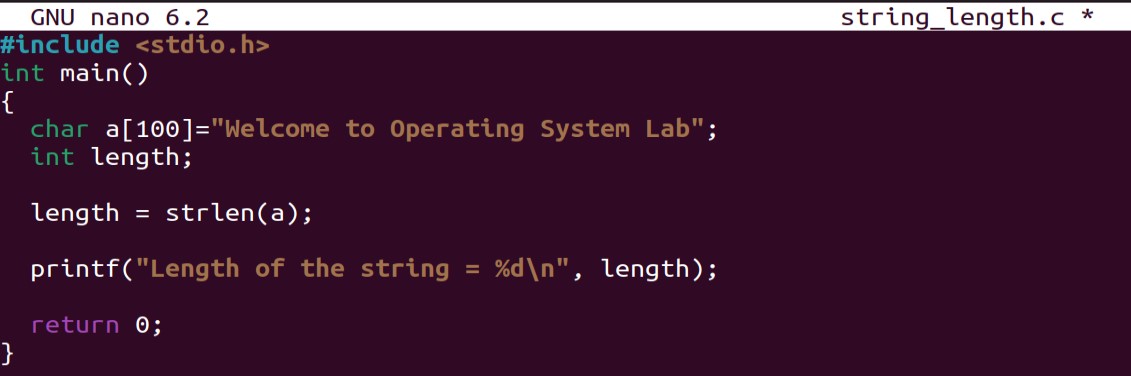 GNU nano 6.2 string_length.c *
#include <stdio.h>
int main()
{
  char a[100]="Welcome to Operating System Lab";
  int length;

  length = strlen(a);

  printf("Length of the string = %d\n", length);

  return 0;
}